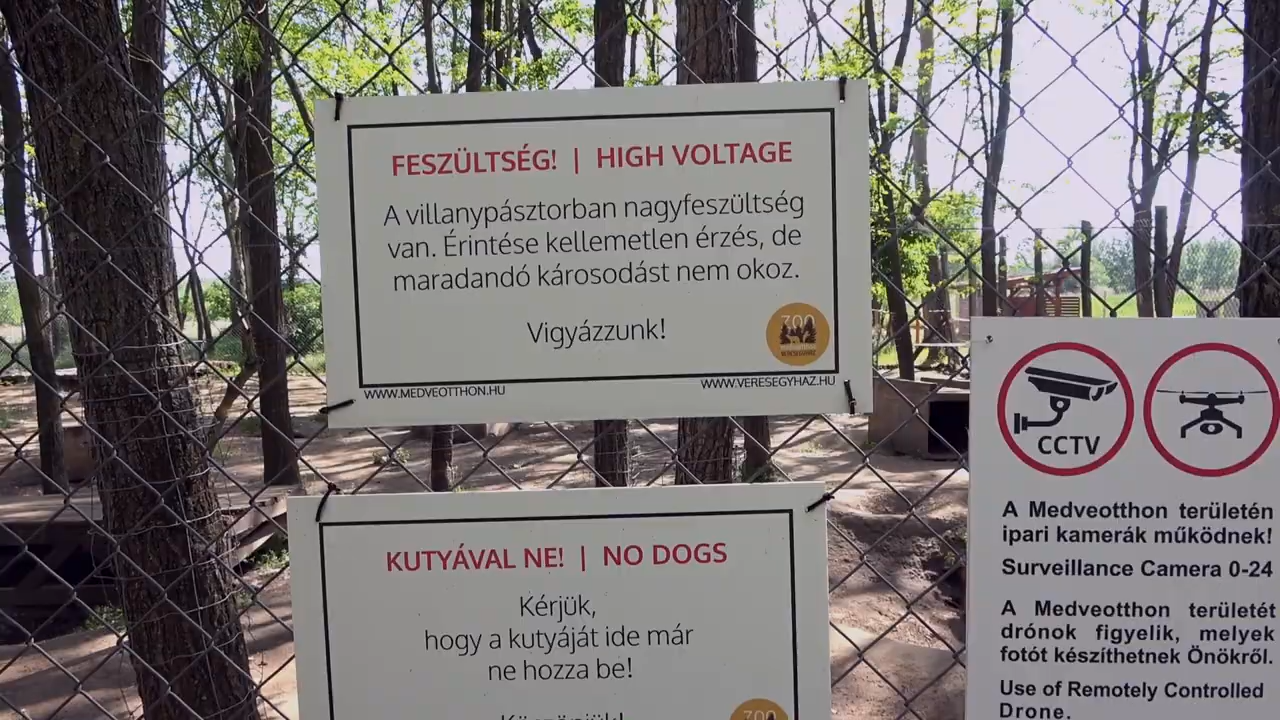 FESZÜLTSÉG! | HIGH VOLTAGE
A villanypásztorban nagyfeszültség
van. Érintése kellemetlen érzés, de
maradandó károsodást nem okoz.
Vigyázzunk!
ZOO
WWW.MEDVEOTTHON.HU
WWW.VERESEGYHAZ.HU
KUTYÁVAL NE! | NO DOGS
Kérjük,
hogy a kutyáját ide már
ne hozza be!
CCTV
A Medveotthon területén
ipari kamerák működnek!
Surveillance Camera 0-24
A Medveotthon területét
drónok figyelik, melyek
fotót készíthetnek Önökről.
Use of Remotely Controlled
Drone.